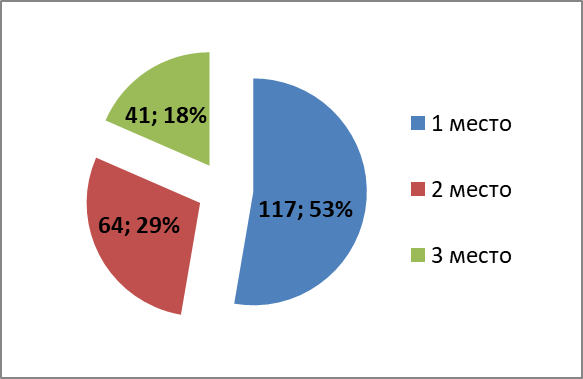 41; 18%
117; 53%
64; 29%
1 место
2 место
3 место